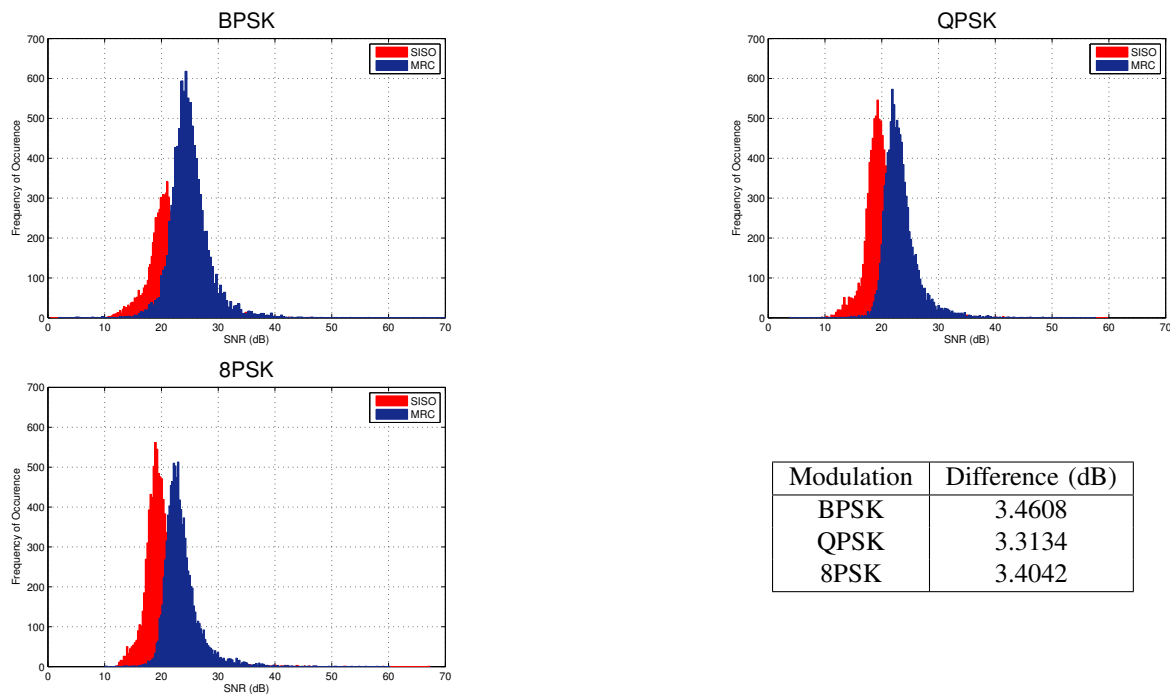 BPSK
700
600
500
400
300
200
100
0
Frequency of Occurence
0 10 20 30 40 50 60 70
SNR (dB)
SISO
MRC
QPSK
700
600
500
400
300
200
100
0
Frequency of Occurence
0 10 20 30 40 50 60 70
SNR (dB)
SISO
MRC
8PSK
700
600
500
400
300
200
100
0
Frequency of Occurence
0 10 20 30 40 50 60 70
SNR (dB)
SISO
MRC
Modulation Difference (dB)
BPSK 3.4608
QPSK 3.3134
8PSK 3.4042